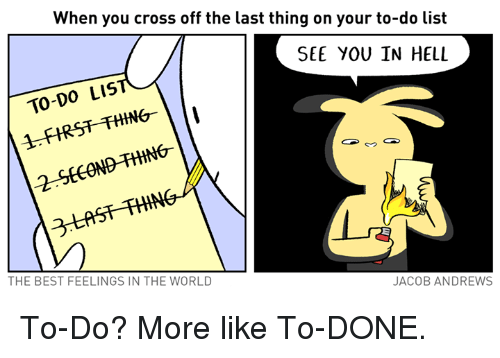 When you cross off the last thing on your to-do list
TO-DO LIST
1. FIRST THING
2. SECOND THING
3. LAST THING
SEE YOU IN HELL
THE BEST FEELINGS IN THE WORLD
JACOB ANDREWS
To-Do? More like To-DONE.